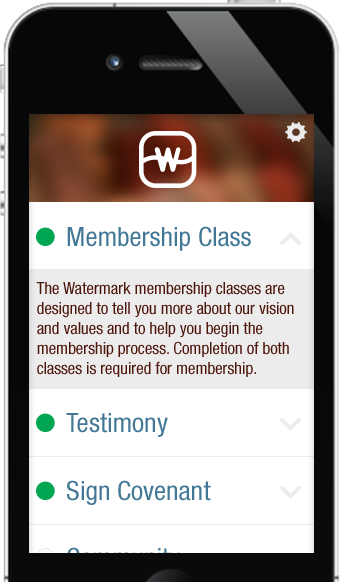 W
Membership Class
The Watermark membership classes are
designed to tell you more about our vision
and values and to help you begin the
membership process. Completion of both
classes is required for membership.
Testimony
Sign Covenant
Community